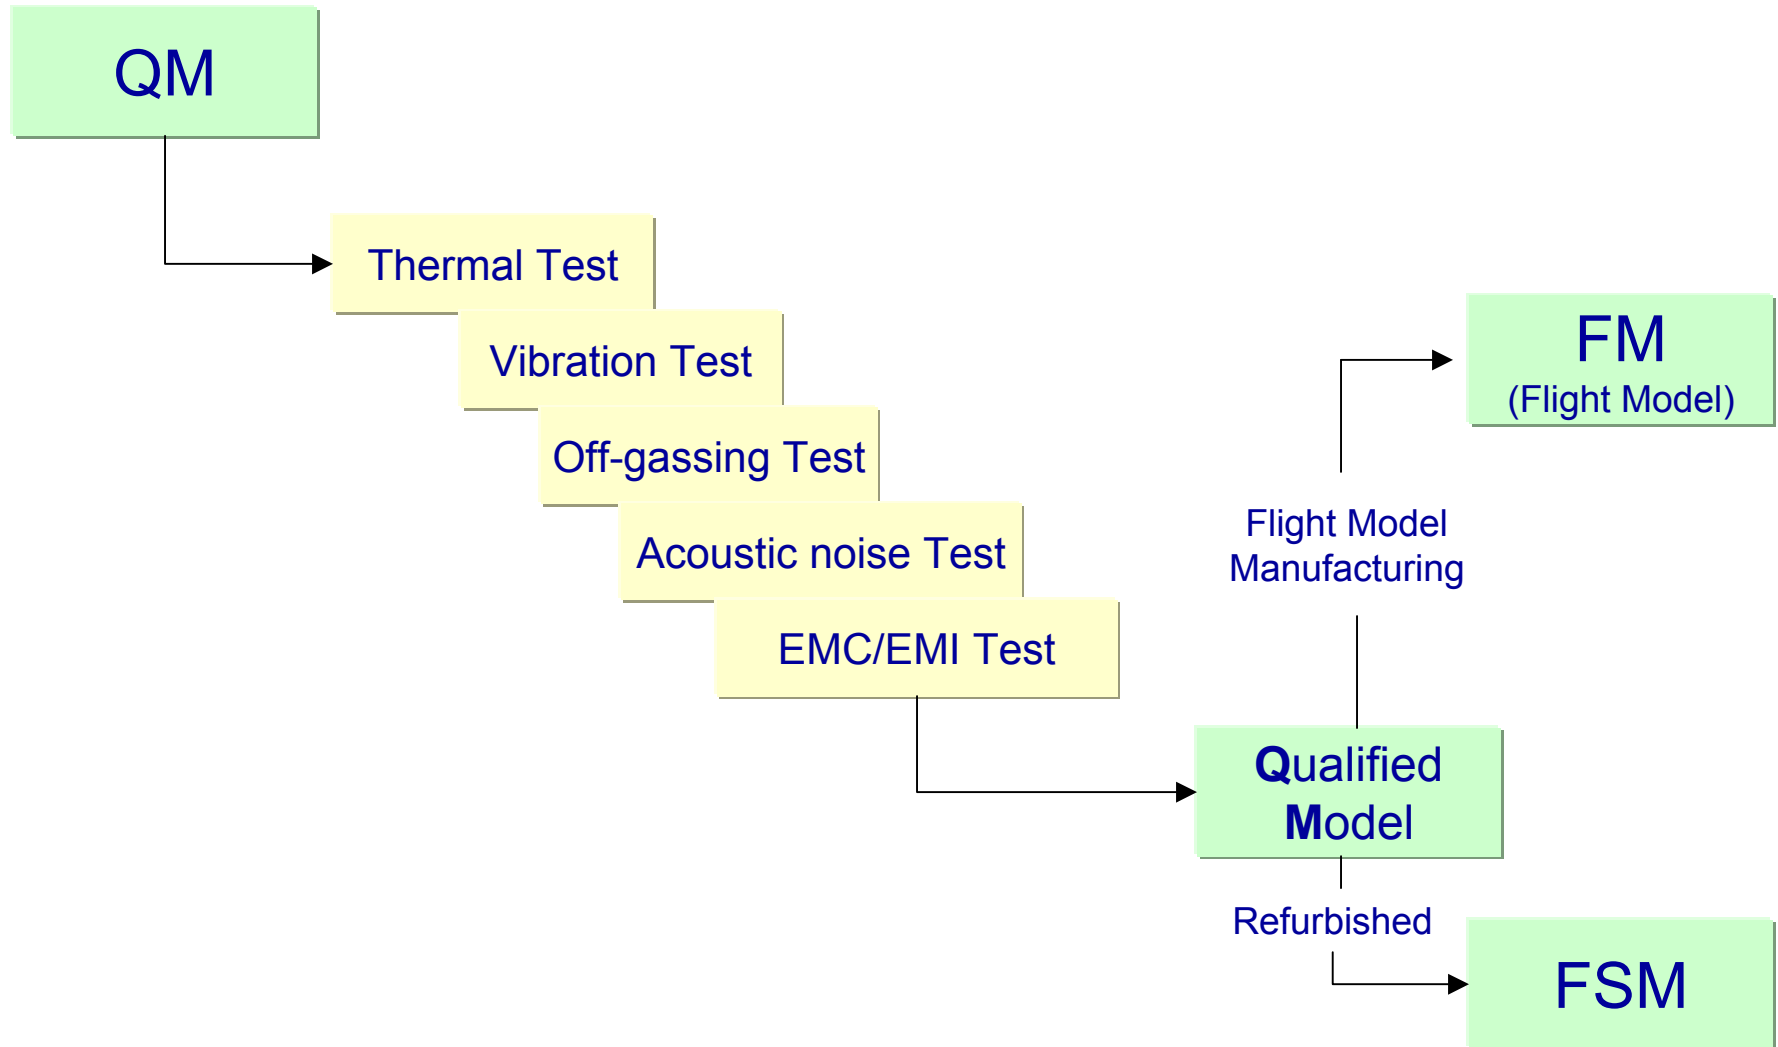 QM
Thermal Test
Vibration Test
Off-gassing Test
Acoustic noise Test
EMC/EMI Test
FM
(Flight Model)
Flight Model
Manufacturing
Qualified
Model
Refurbished
FSM